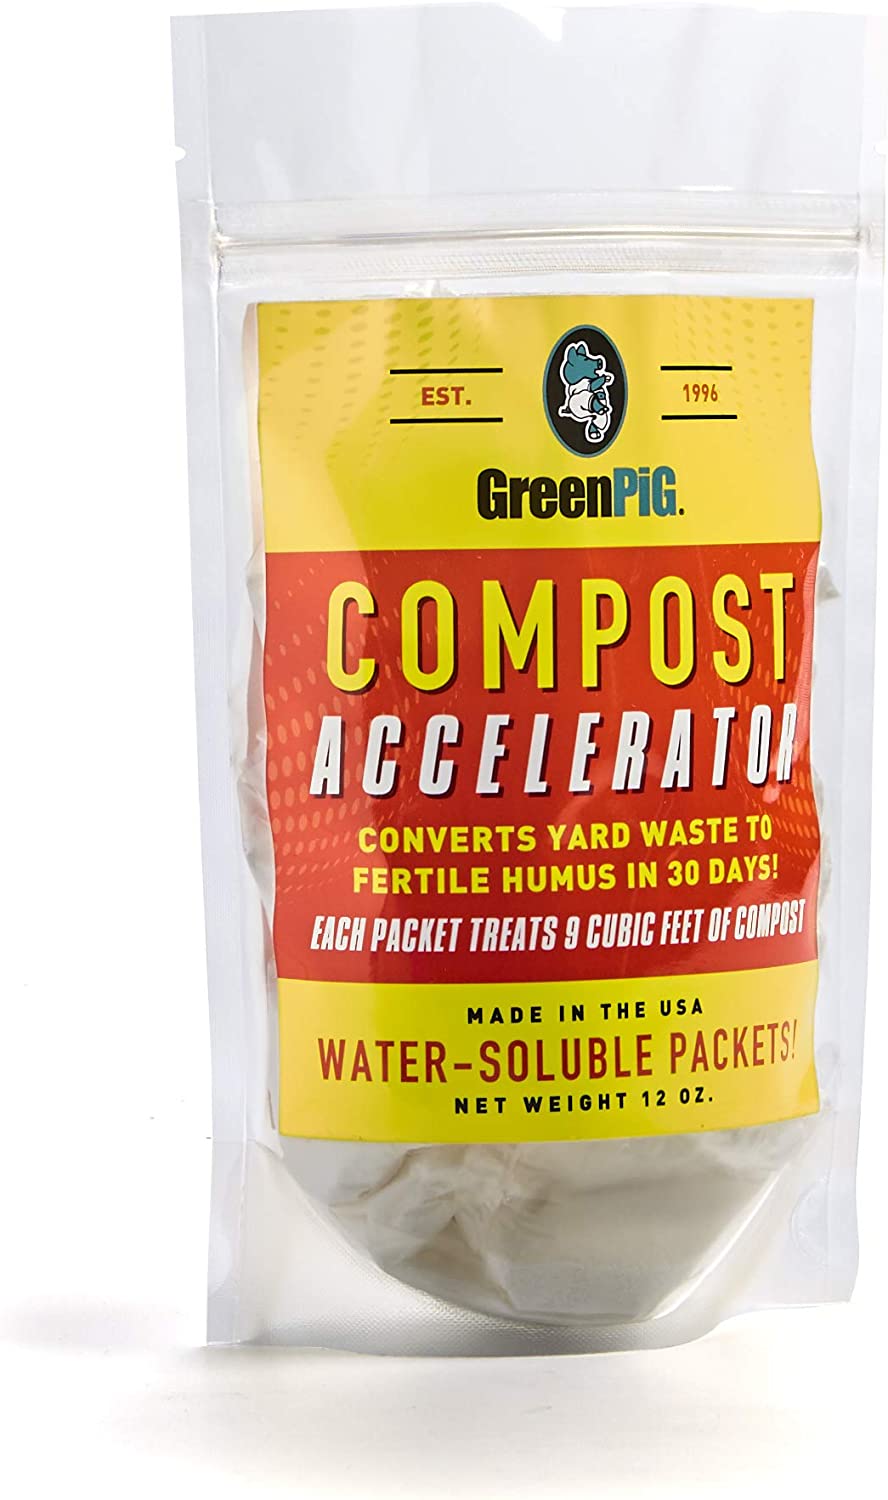 EST.
1996
GreenPiG.
COMPOST
ACCELERATOR
CONVERTS YARD WASTE TO
FERTILE HUMUS IN 30 DAYS!
EACH PACKET TREATS 9 CUBIC FEET OF COMPOST
MADE IN THE USA
WATER-SOLUBLE PACKETS!
NET WEIGHT 12 OZ.